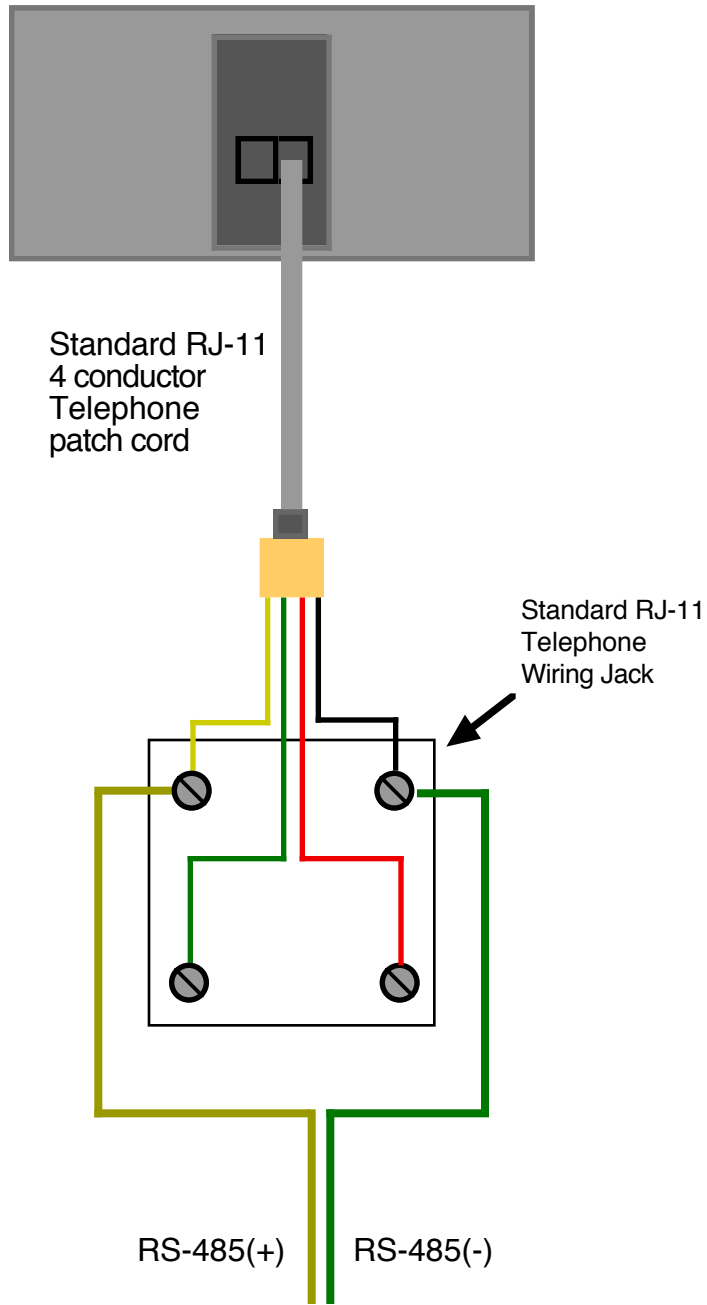 Standard RJ-11
4 conductor
Telephone
patch cord
Standard RJ-11
Telephone
Wiring Jack
RS-485(+)
RS-485(-)